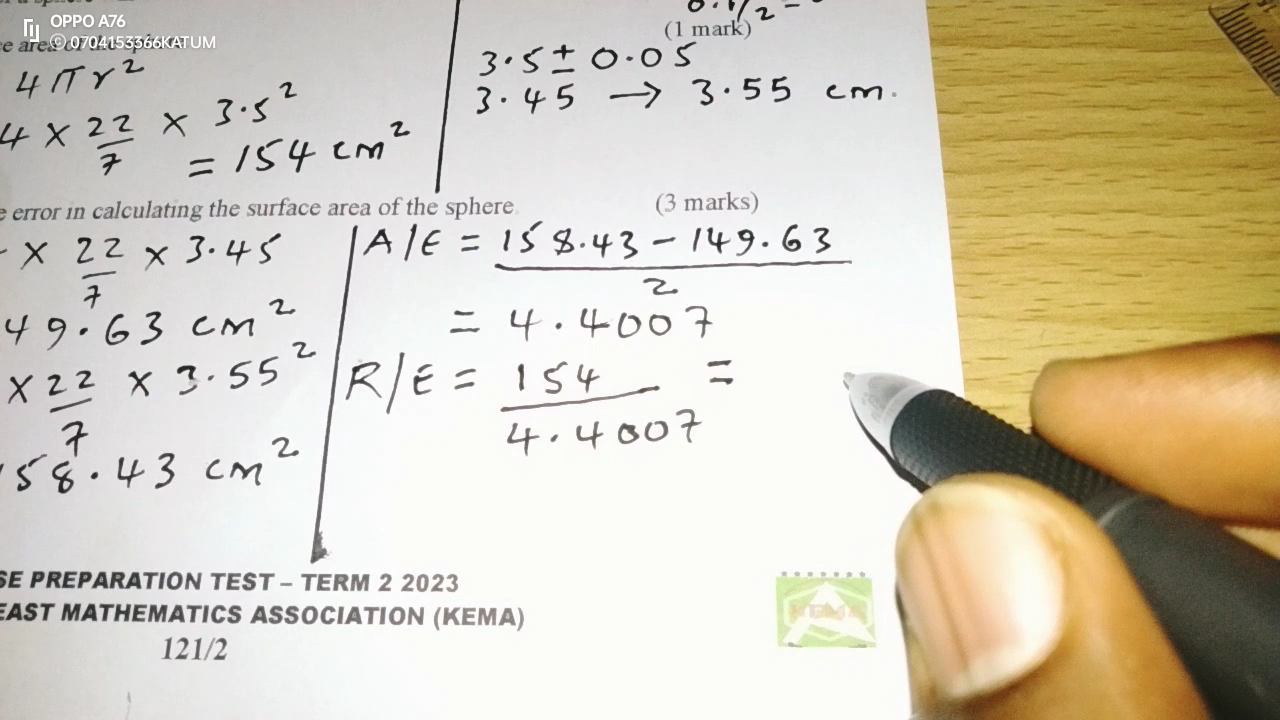 OPPO A76
© 0704153366KATUM
(1 mark)
4πr²
3.5 ± 0.05
3.45 → 3.55 cm.
4 × 22/7 × 3.5²
= 154 cm²
error in calculating the surface area of the sphere (3 marks)
× 22/7 × 3.45
49.63 cm²
× 22/7 × 3.55²
58.43 cm²
A/E = 158.43 – 149.63
2
= 4.4007
R/E = 154 =
4.4007
SE PREPARATION TEST – TERM 2 2023
EAST MATHEMATICS ASSOCIATION (KEMA)
121/2
KEMA